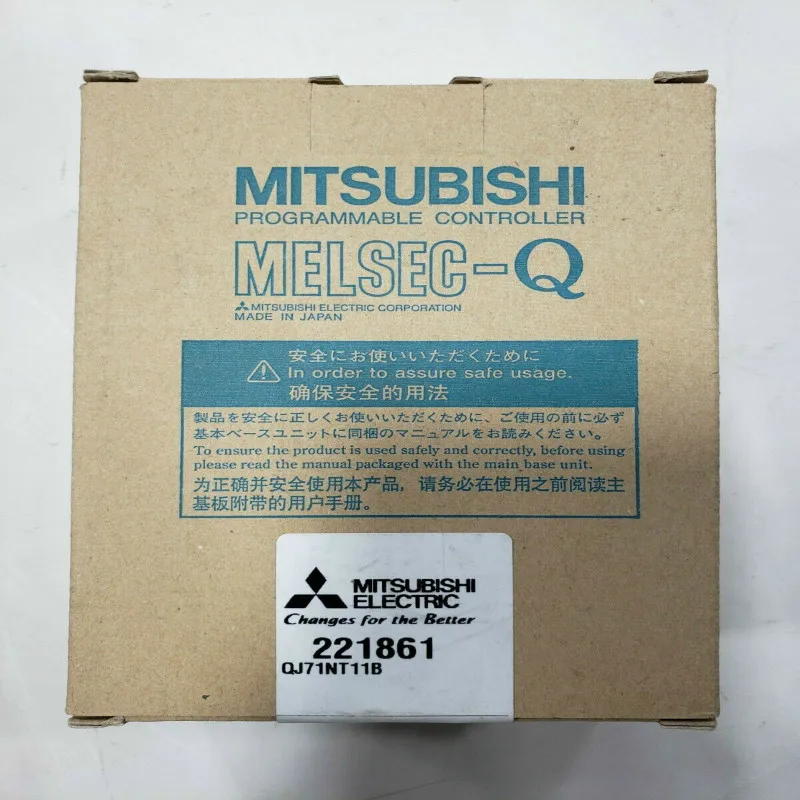 MITSUBISHI
PROGRAMMABLE CONTROLLER
MELSEC-Q
MITSUBISHI ELECTRIC CORPORATION
MADE IN JAPAN
安全にお使いいただくために
In order to assure safe usage.
确保安全的用法
製品を安全に正しくお使いいただくために、ご使用の前に必ず
基本ベースユニットに同梱のマニュアルをお読みください。
To ensure the product is used safely and correctly, before using
please read the manual packaged with the main base unit.
为正确并安全使用本产品，请务必在使用之前阅读主
基板附带的用户手册.
MITSUBISHI
ELECTRIC
Changes for the Better
221861
QJ71NT11B